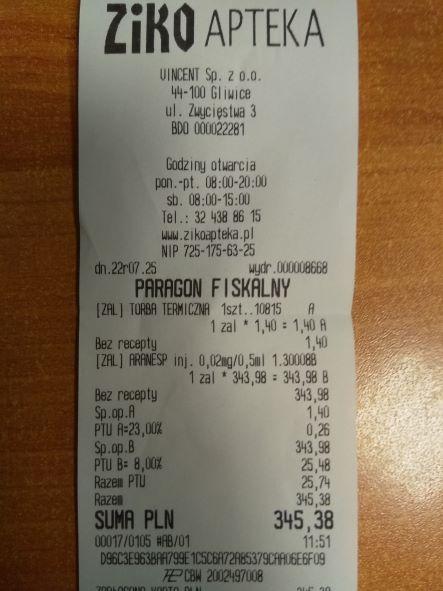 ZiKO APTEKA
VINCENT Sp. z o.o.
44-100 Gliwice
ul. Zwycięstwa 3
BDO 000022281
Godziny otwarcia
pon.-pt. 08:00-20:00
sb. 08:00-15:00
Tel.: 32 438 86 15
www.zikoapteka.pl
NIP 725-175-63-25
dn.22r07.25 wydr.000008668
PARAGON FISKALNY
[ZAL] TORBA TERMICZNA 1szt..10815 A
1 zal * 1,40 = 1,40 A
Bez recepty 1,40
[ZAL] ARANESP inj. 0,02mg/0,5ml 1.30008B
1 zal * 343,98 = 343,98 B
Bez recepty 343,98
Sp.op.A 1,40
PTU A=23,00% 0,26
Sp.op.B 343,98
PTU B= 8,00% 25,48
Razem PTU 25,74
Razem 345,38
SUMA PLN 345,38
00017/0105 #AB/01 11:51
D96C3E963BAA799E1C5C6A72A85379CAA06E6F09
CBW 2002497008